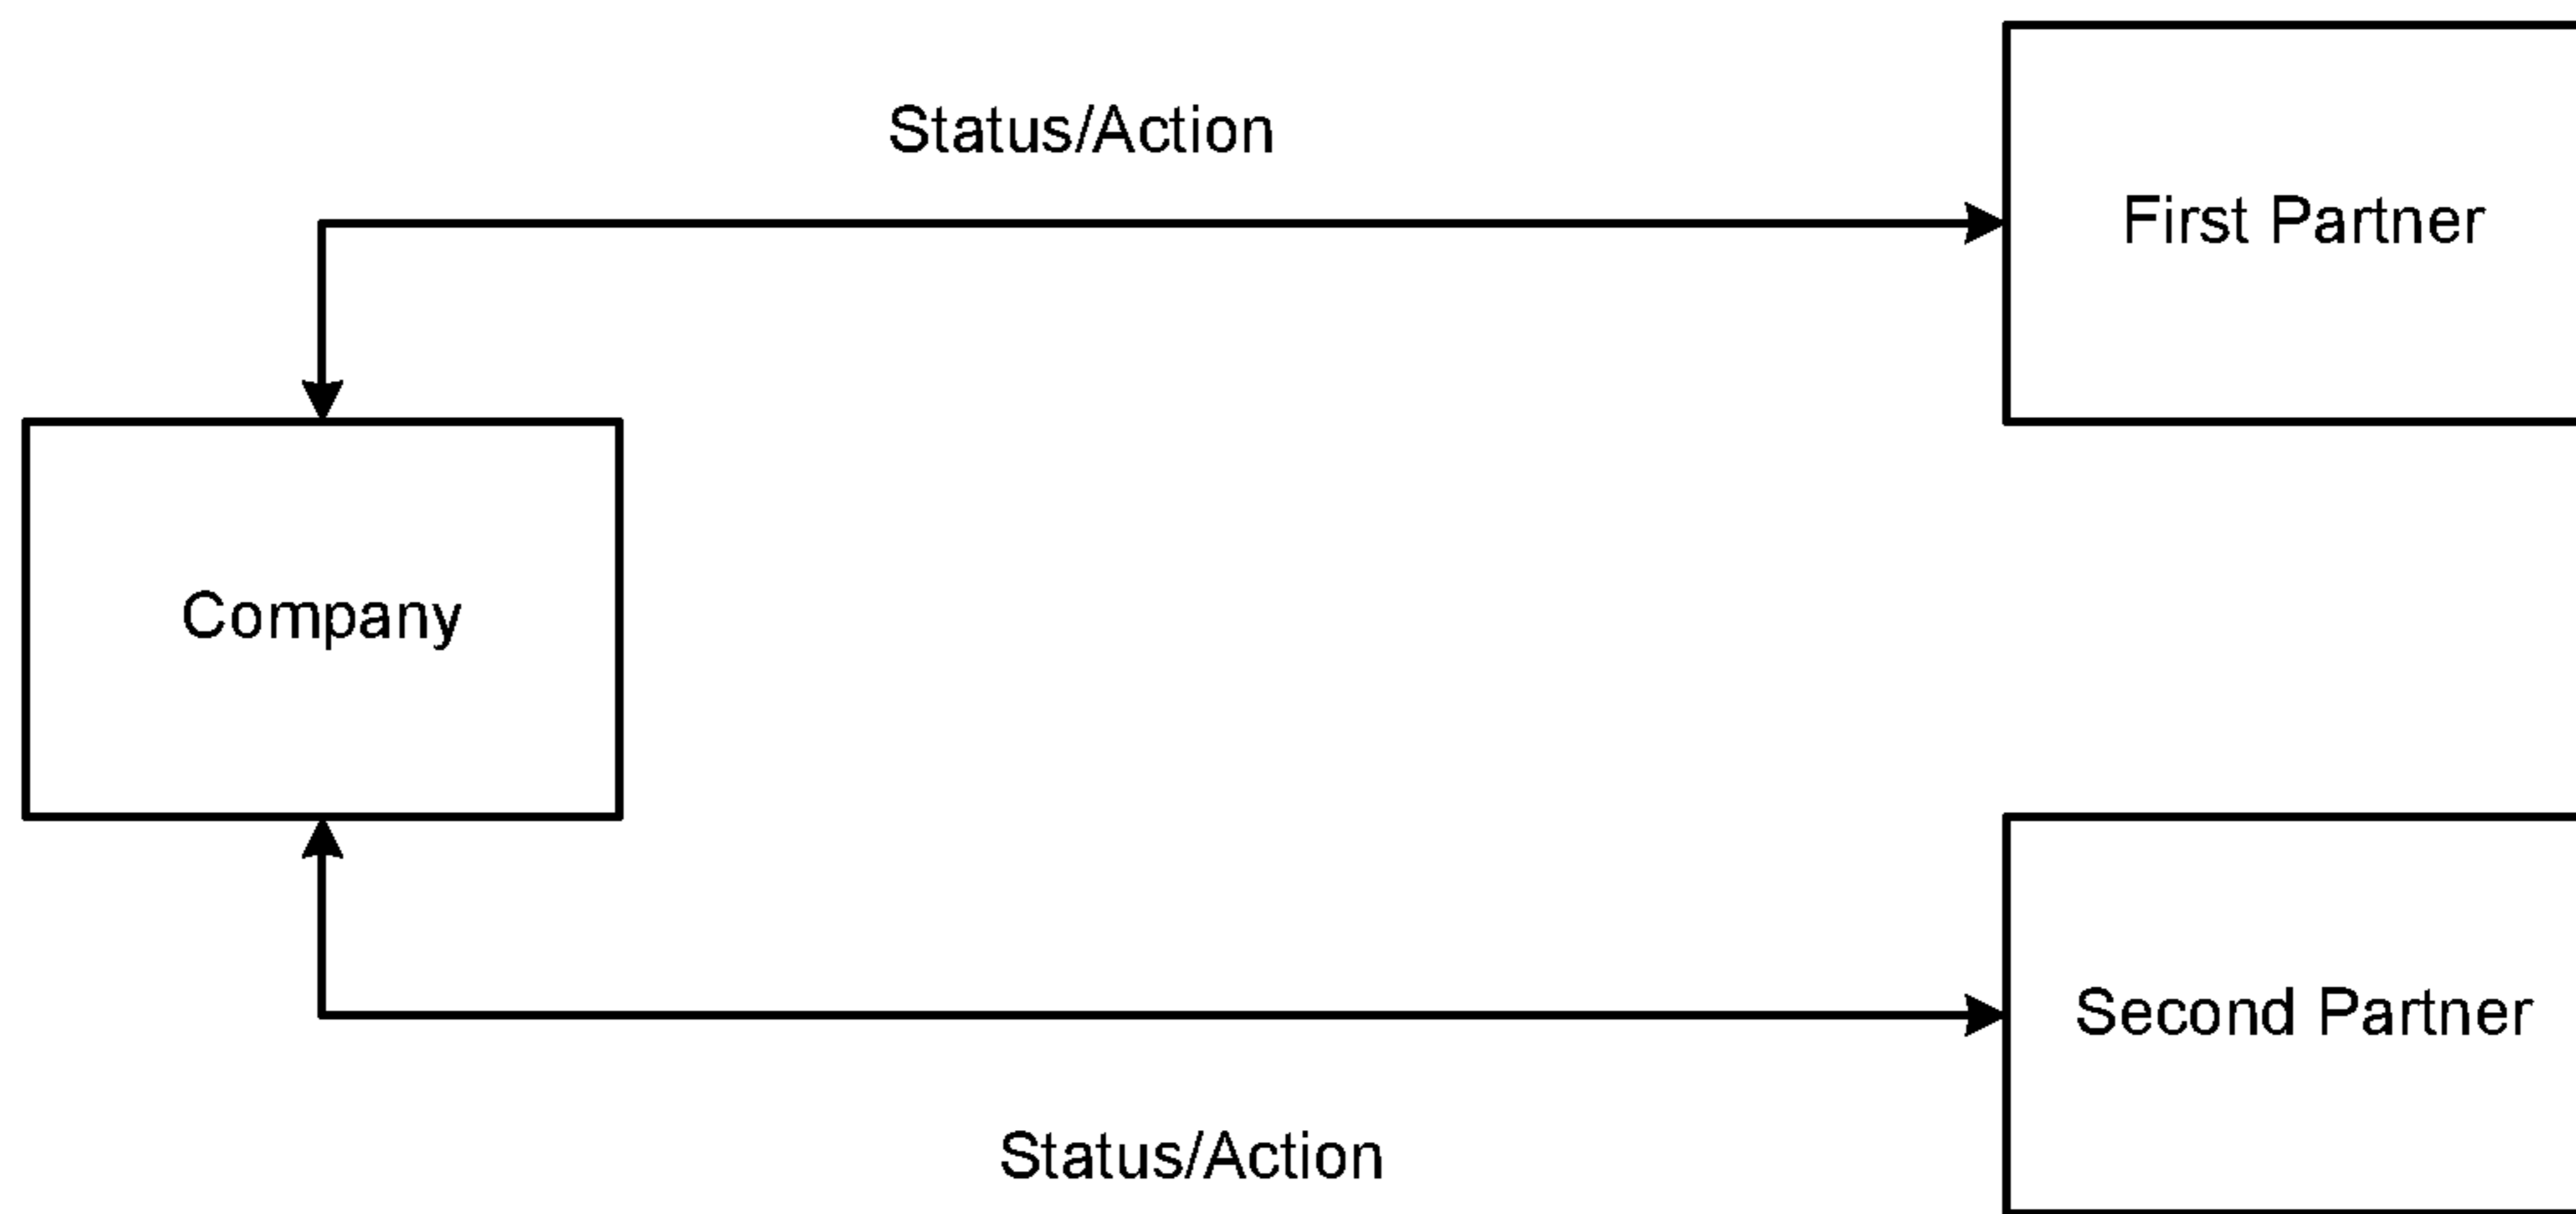 Status/Action
First Partner
Company
Second Partner
Status/Action